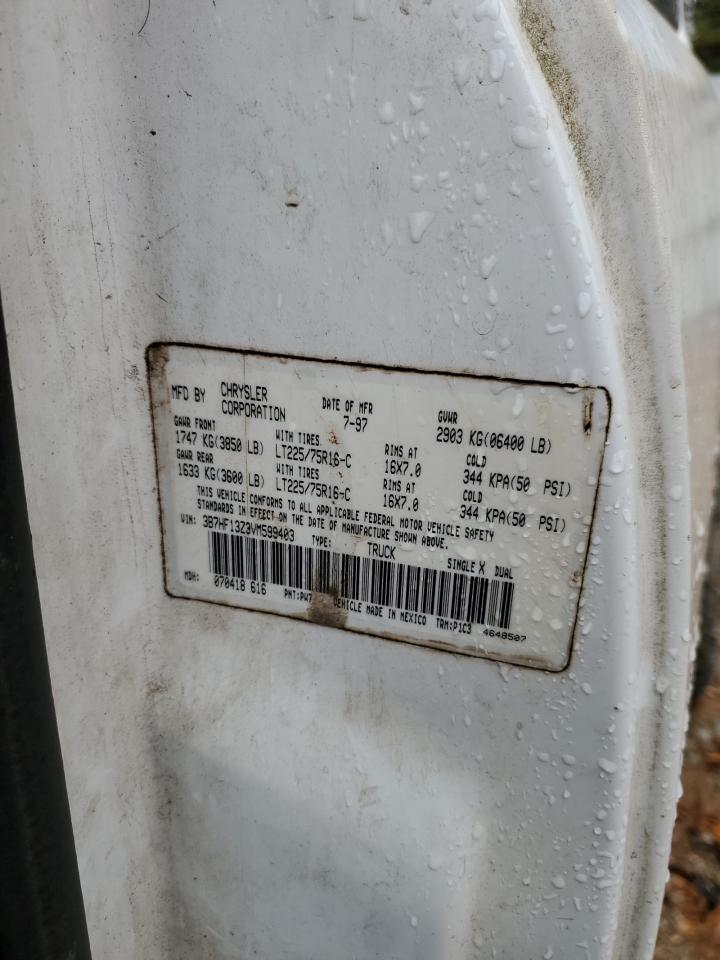 MFD BY CHRYSLER CORPORATION DATE OF MFR 7-97 GVWR 2903 KG(06400 LB)
GAWR FRONT WITH TIRES RIMS AT COLD
1747 KG(3850 LB) LT225/75R16-C 16X7.0 344 KPA(50 PSI)
GAWR REAR WITH TIRES RIMS AT COLD
1633 KG(3600 LB) LT225/75R16-C 16X7.0 344 KPA(50 PSI)
THIS VEHICLE CONFORMS TO ALL APPLICABLE FEDERAL MOTOR VEHICLE SAFETY
STANDARDS IN EFFECT ON THE DATE OF MANUFACTURE SHOWN ABOVE.
VIN: 3B7HF13Z3VM599403 TYPE: TRUCK SINGLE X DUAL
MDH: 070418 616 PNT:PW7 VEHICLE MADE IN MEXICO TRM:P1C3 4648507